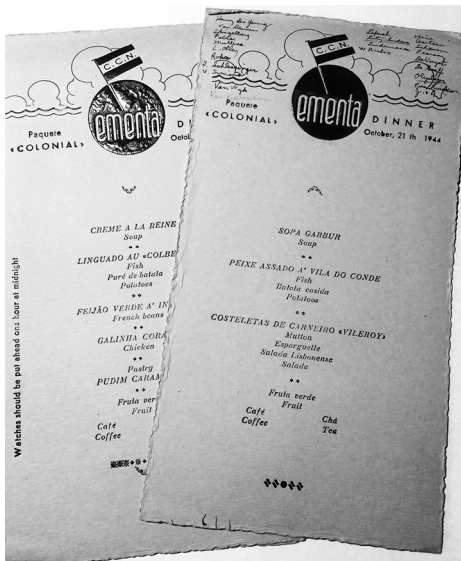 C.C.N.
ementa
Paquete
«COLONIAL»
DI
Octob
CREME A LA REINE
Soup
LINGUADO AU «COLBE
Fish
Puré de batata
Potatoes
FEIJÃO VERDE A' IN
French beans
GALINHA CORA
Chicken
Pastry
PUDIM CARAM
Fruta ver
Fruit
Café
Coffee
Watches should be put ahead one hour at midnight
C.C.N.
ementa
Paquete
«COLONIAL»
DINNER
October, 21 th 1944
SOPA GARBUR
Soup
PEIXE ASSADO A' VILA DO CONDE
Fish
Batata cosida
Potatoes
COSTELETAS DE CARNEIRO «VILEROY»
Mutton
Esparguette
Salada Lisbonense
Salade
Fruta verde
Fruit
Café Chá
Coffee Tea